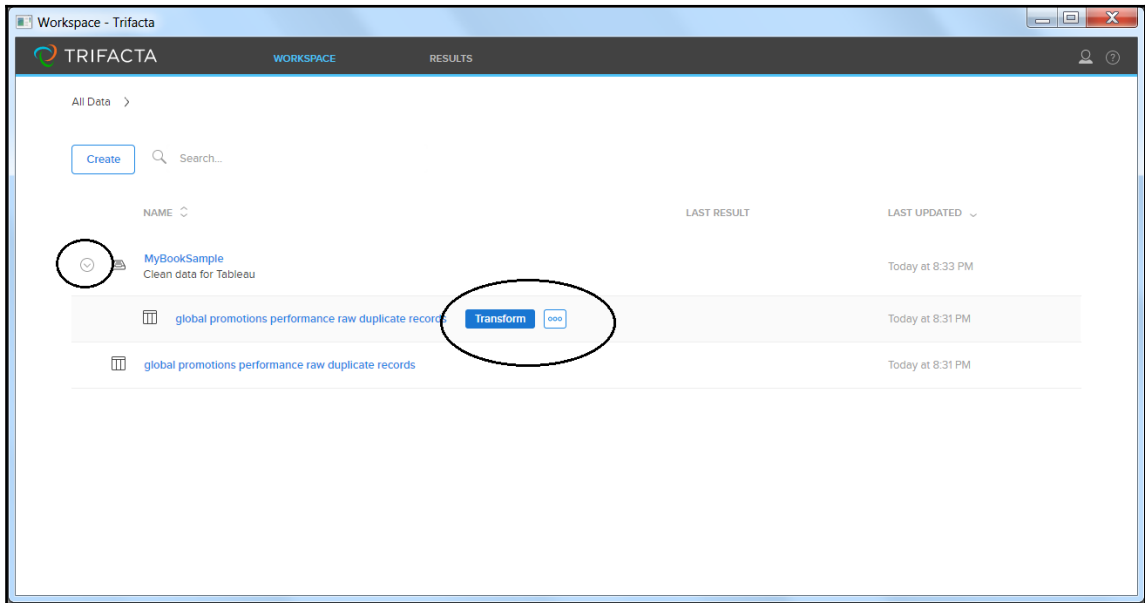 Workspace - Trifacta
TRIFACTA WORKSPACE RESULTS
All Data >
Create Search...
NAME LAST RESULT LAST UPDATED
MyBookSample
Clean data for Tableau Today at 8:33 PM
global promotions performance raw duplicate records Transform Today at 8:31 PM
global promotions performance raw duplicate records Today at 8:31 PM